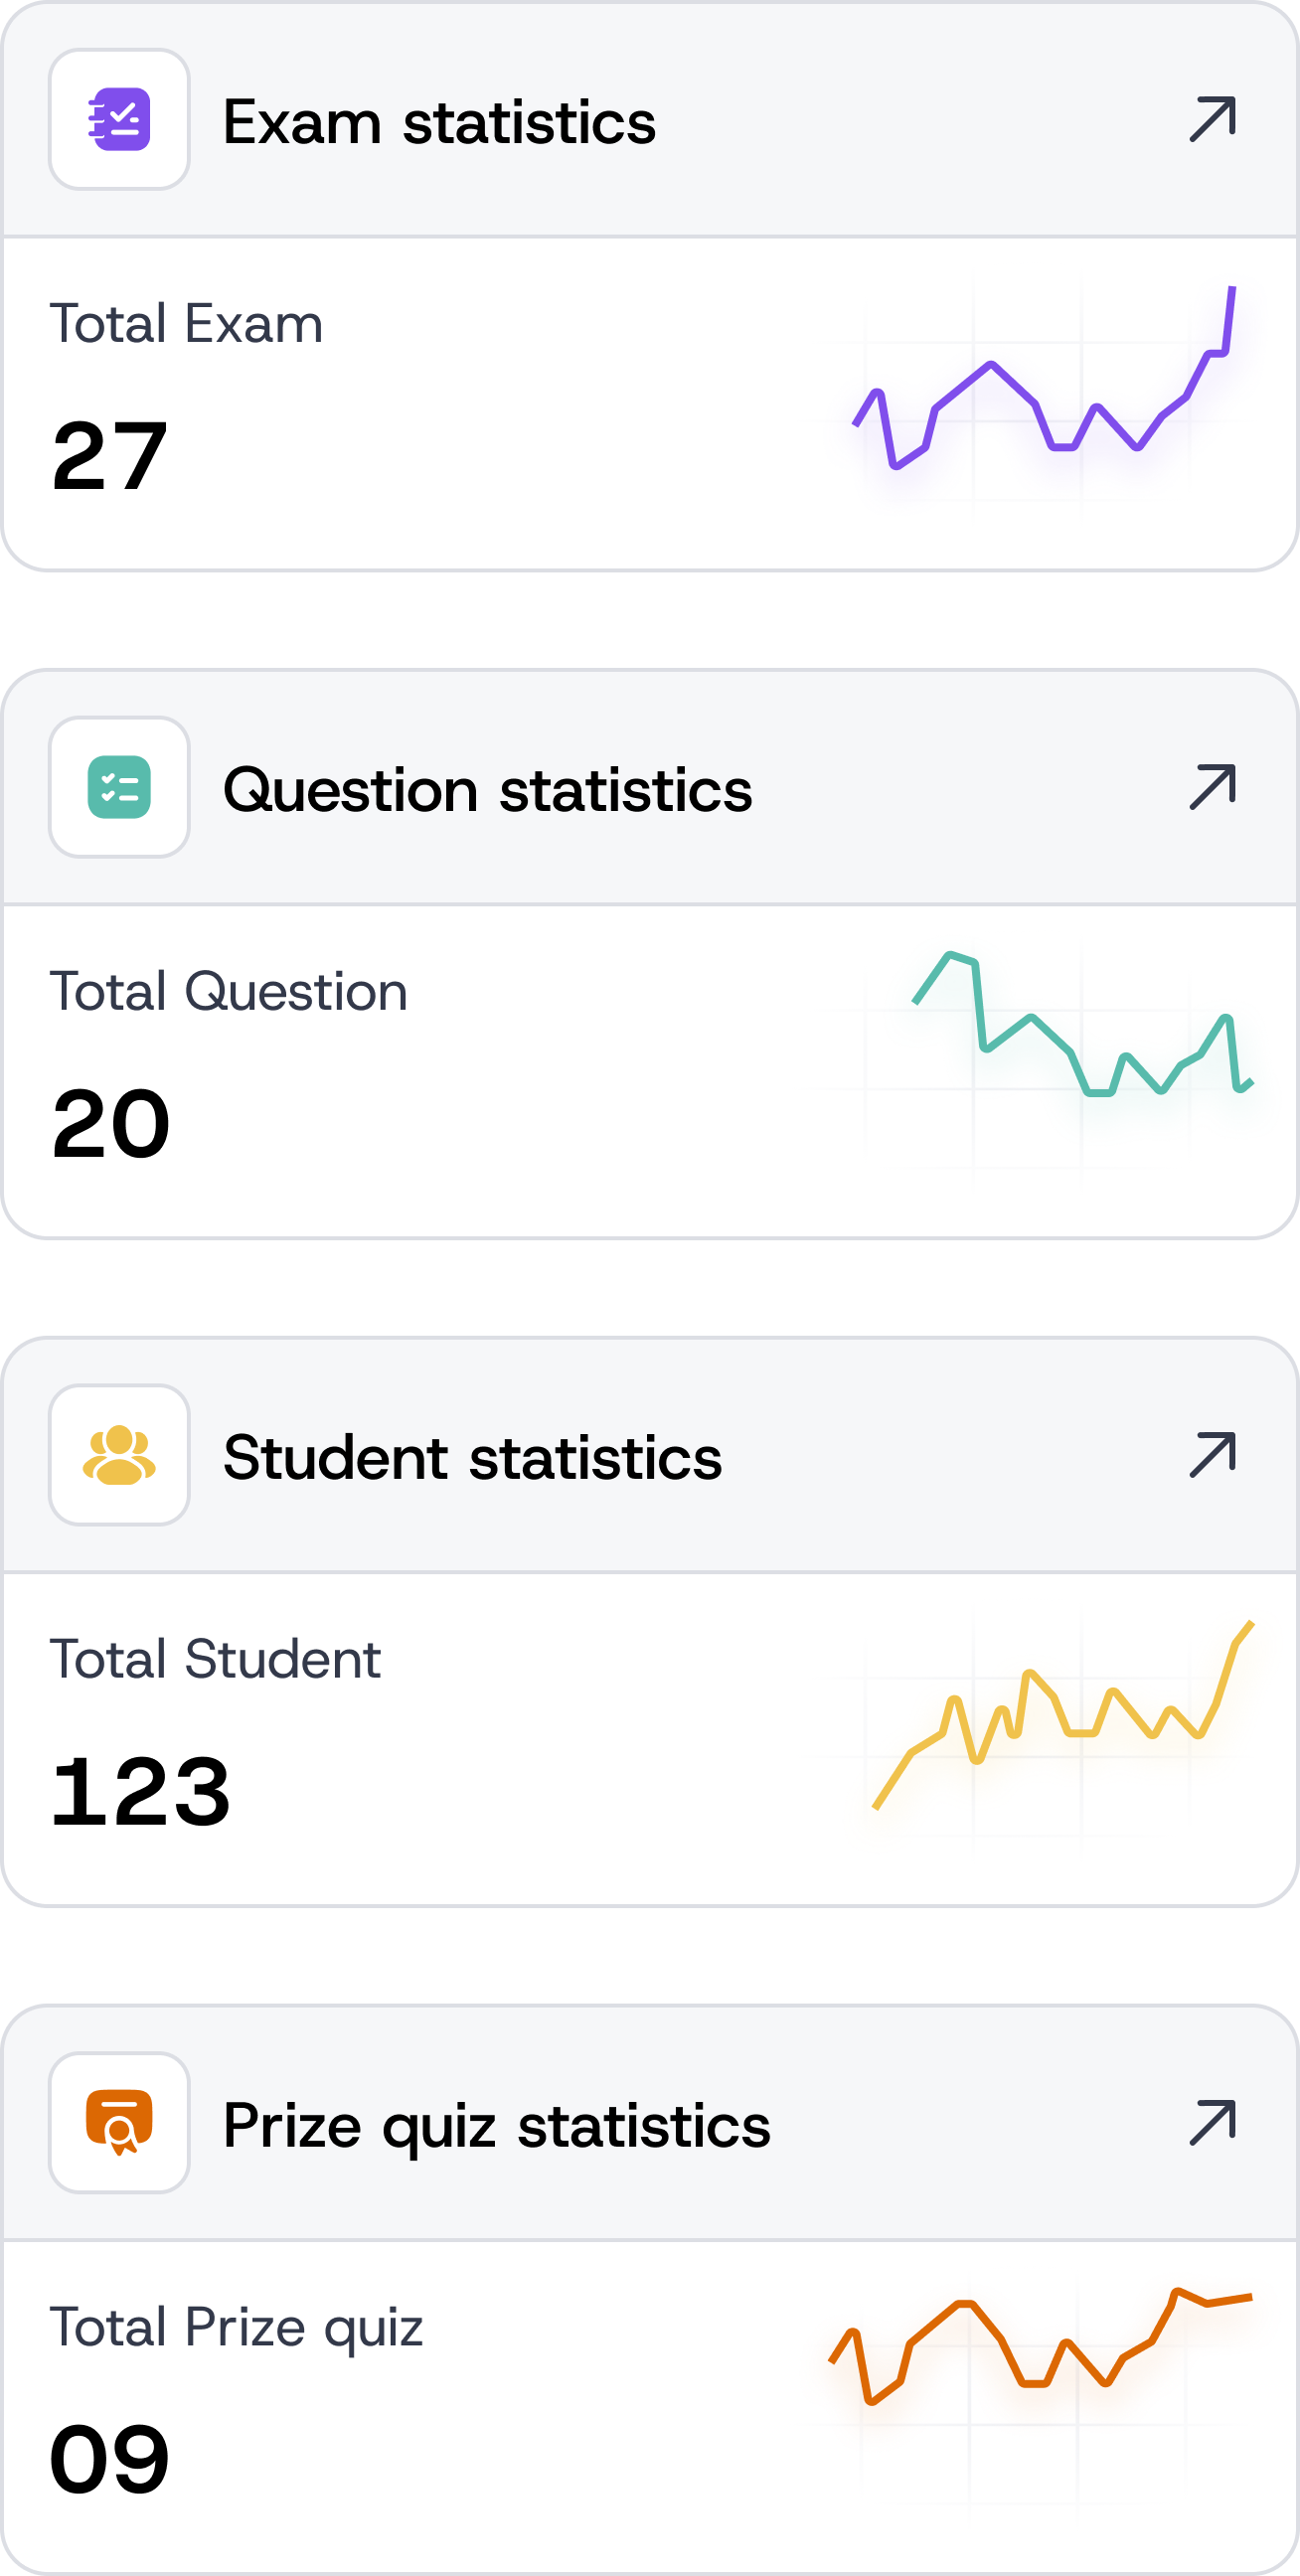 Exam statistics
Total Exam
27
Question statistics
Total Question
20
Student statistics
Total Student
123
Prize quiz statistics
Total Prize quiz
09